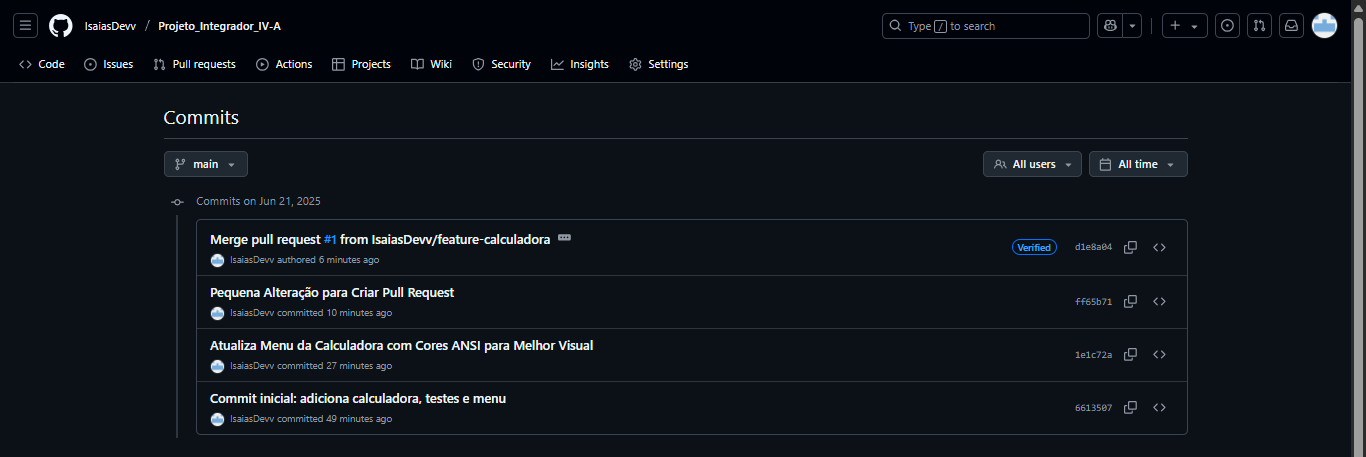 IsaiasDevv / Projeto_Integrador_IV-A
Type / to search
Code Issues Pull requests Actions Projects Wiki Security Insights Settings
Commits
main
All users All time
Commits on Jun 21, 2025
Merge pull request #1 from IsaiasDevv/feature-calculadora
IsaiasDevv authored 6 minutes ago
Verified d1e8a04
Pequena Alteração para Criar Pull Request
IsaiasDevv committed 10 minutes ago
ff65b71
Atualiza Menu da Calculadora com Cores ANSI para Melhor Visual
IsaiasDevv committed 27 minutes ago
1e1c72a
Commit inicial: adiciona calculadora, testes e menu
IsaiasDevv committed 49 minutes ago
6613507